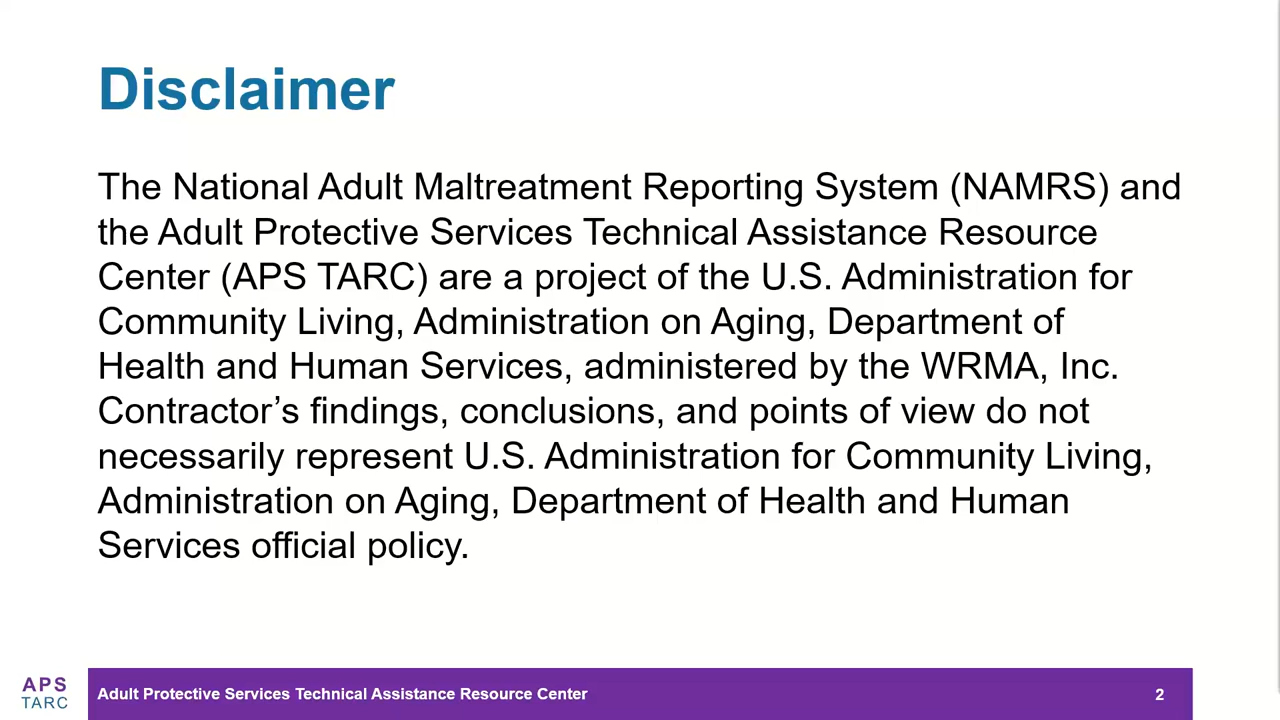 Disclaimer
The National Adult Maltreatment Reporting System (NAMRS) and
the Adult Protective Services Technical Assistance Resource
Center (APS TARC) are a project of the U.S. Administration for
Community Living, Administration on Aging, Department of
Health and Human Services, administered by the WRMA, Inc.
Contractor’s findings, conclusions, and points of view do not
necessarily represent U.S. Administration for Community Living,
Administration on Aging, Department of Health and Human
Services official policy.
APS
TARC
Adult Protective Services Technical Assistance Resource Center
2